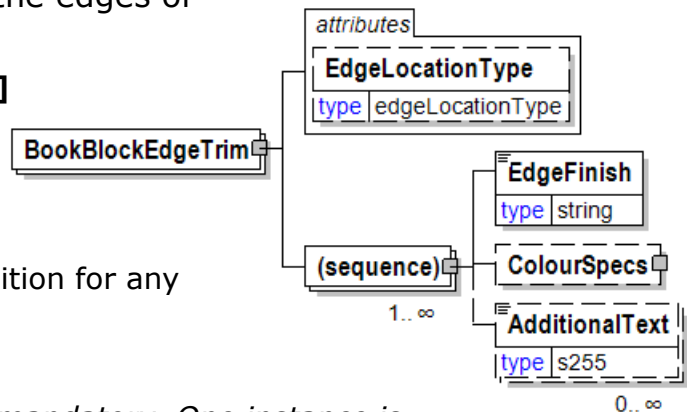 the edges of
attributes
EdgeLocationType
type edgeLocationType
]
BookBlockEdgeTrim
EdgeFinish
type string
ition for any
(sequence)
ColourSpecs
1.. ∞
AdditionalText
type s255
0.. ∞
mandatory. One instance is